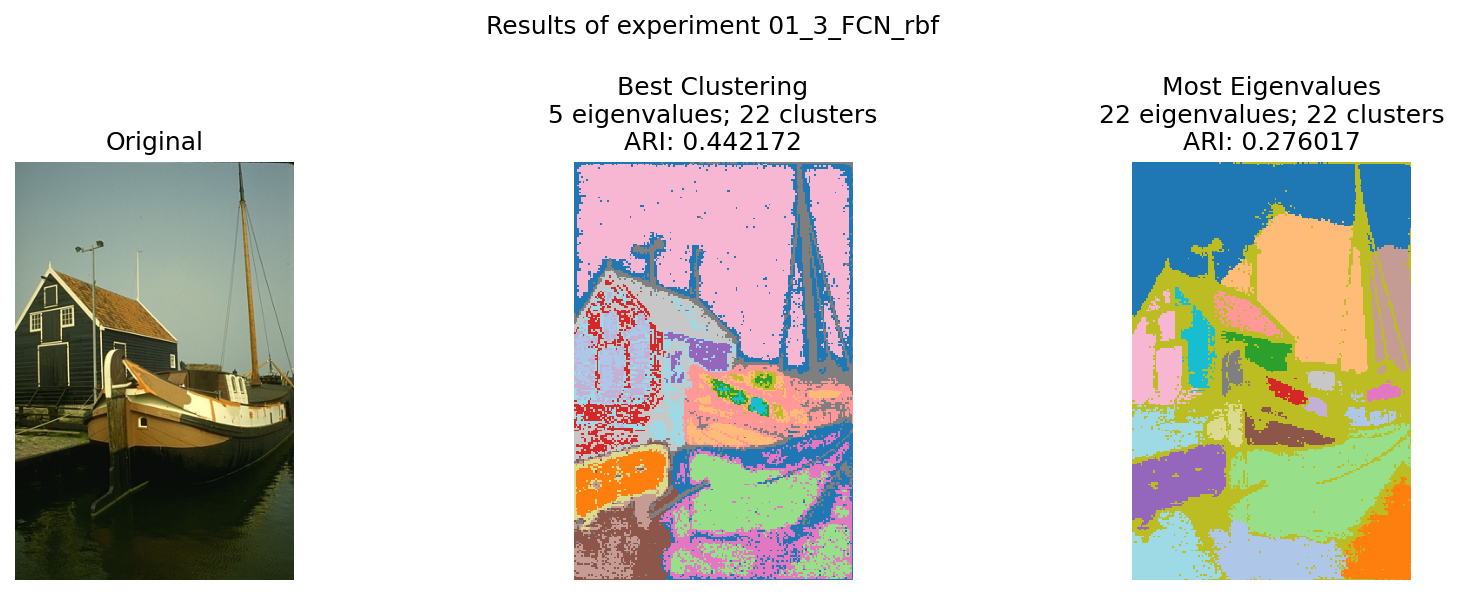 Results of experiment 01_3_FCN_rbf
Original
Best Clustering
5 eigenvalues; 22 clusters
ARI: 0.442172
Most Eigenvalues
22 eigenvalues; 22 clusters
ARI: 0.276017